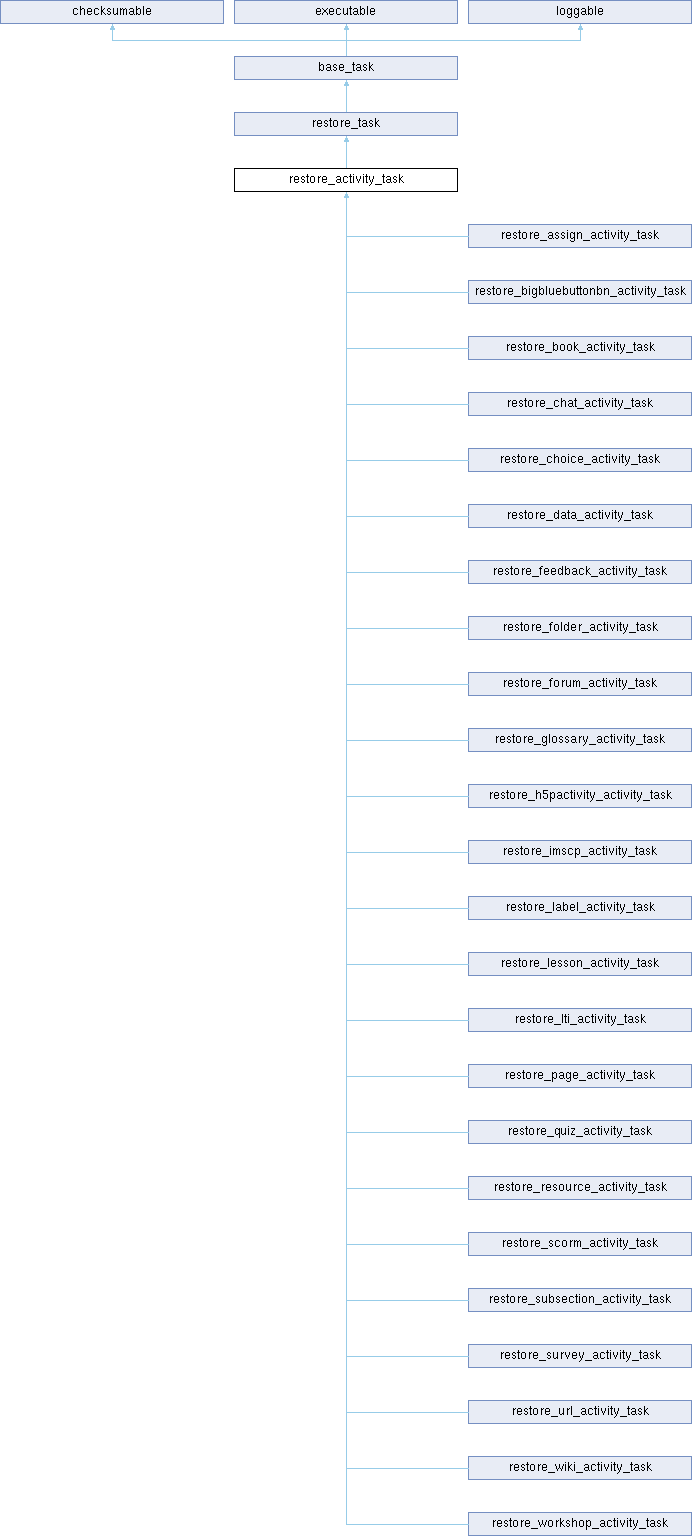 checksumable
executable
loggable
base_task
restore_task
restore_activity_task
restore_assign_activity_task
restore_bigbluebuttonbn_activity_task
restore_book_activity_task
restore_chat_activity_task
restore_choice_activity_task
restore_data_activity_task
restore_feedback_activity_task
restore_folder_activity_task
restore_forum_activity_task
restore_glossary_activity_task
restore_h5pactivity_activity_task
restore_imscp_activity_task
restore_label_activity_task
restore_lesson_activity_task
restore_lti_activity_task
restore_page_activity_task
restore_quiz_activity_task
restore_resource_activity_task
restore_scorm_activity_task
restore_subsection_activity_task
restore_survey_activity_task
restore_url_activity_task
restore_wiki_activity_task
restore_workshop_activity_task